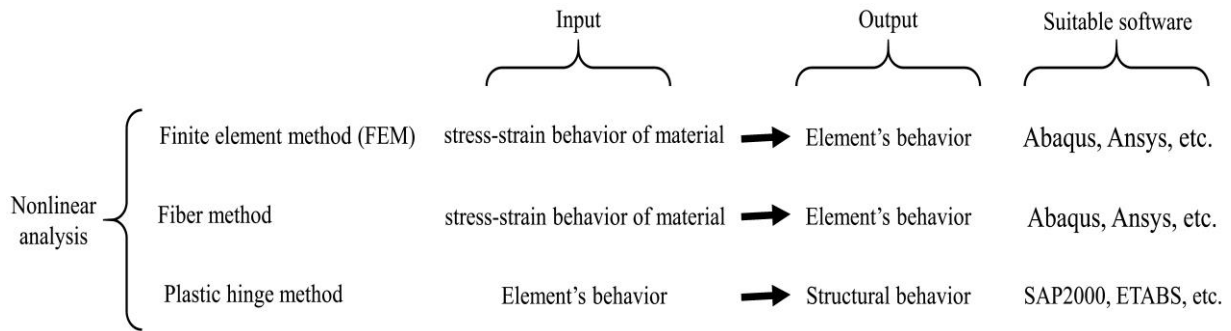 Input Output Suitable software
Finite element method (FEM) stress-strain behavior of material Element's behavior Abaqus, Ansys, etc.
Nonlinear
analysis
Fiber method stress-strain behavior of material Element's behavior Abaqus, Ansys, etc.
Plastic hinge method Element's behavior Structural behavior SAP2000, ETABS, etc.